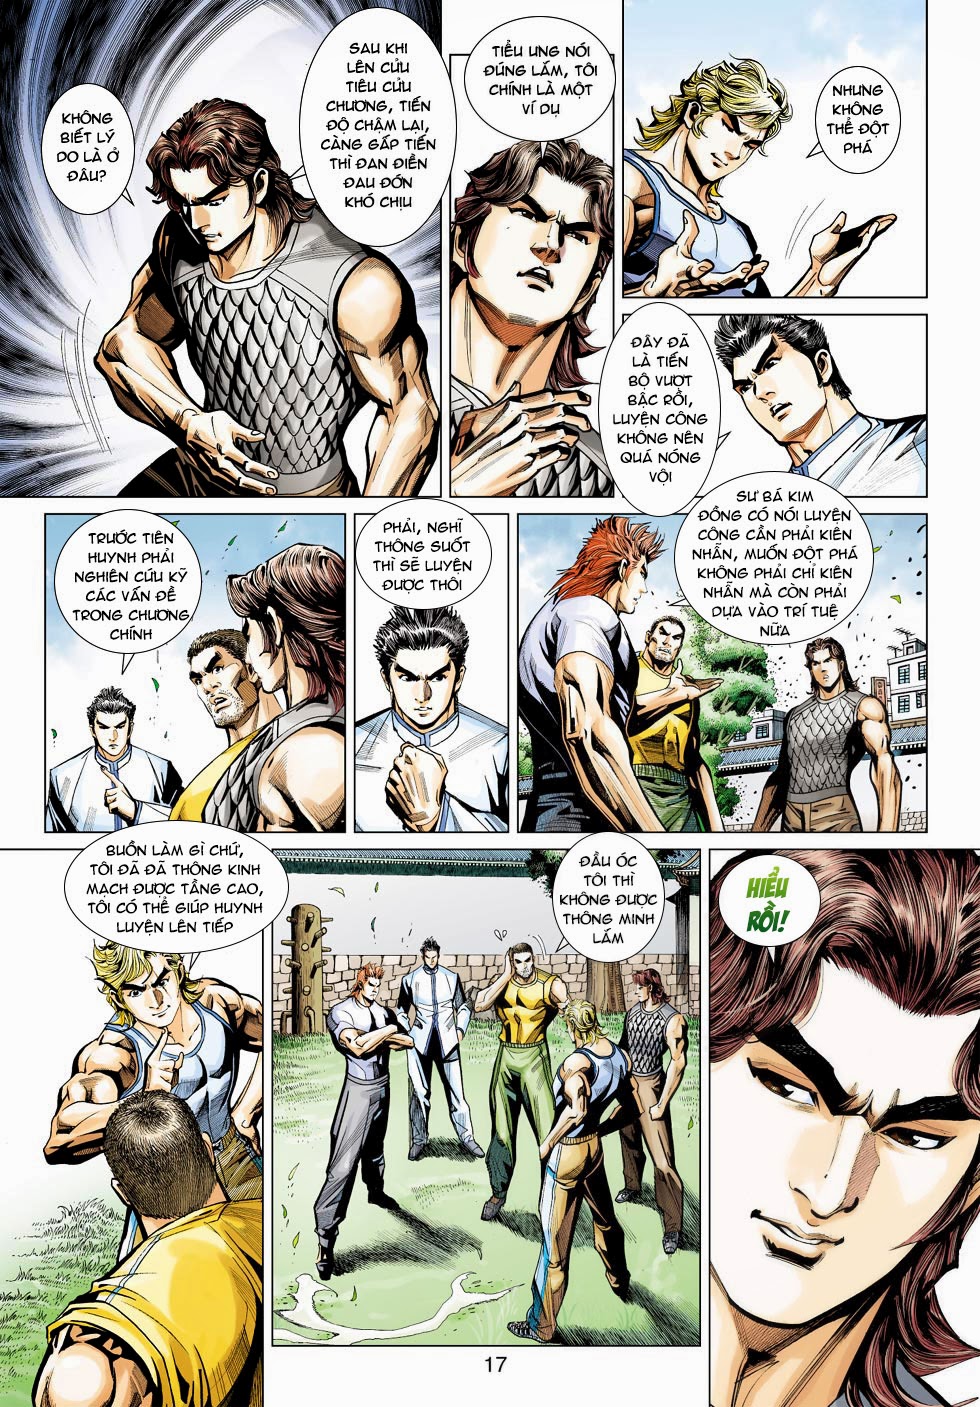 KHÔNG
BIẾT LÝ
DO LÀ Ở
ĐÂU?
SAU KHI
LÊN CỬU
TIÊU CỬU
CHƯƠNG, TIẾN
ĐỘ CHẬM LẠI,
CÀNG GẤP TIẾN
THÌ ĐAN ĐIỀN
ĐAU ĐỚN
KHÓ CHỊU
TIỂU UNG NÓI
ĐÚNG LẮM, TÔI
CHÍNH LÀ MỘT
VÍ DỤ
NHƯNG
KHÔNG
THỂ ĐỘT
PHÁ
ĐÂY ĐÃ
LÀ TIẾN
BỘ VƯỢT
BẬC RỒI,
LUYỆN CÔNG
KHÔNG NÊN
QUÁ NÓNG
VỘI
TRƯỚC TIÊN
HUYNH PHẢI
NGHIÊN CỨU KỸ
CÁC VẤN ĐỀ
TRONG CHƯƠNG
CHÍNH
PHẢI, NGHĨ
THÔNG SUỐT
THÌ SẼ LUYỆN
ĐƯỢC THÔI
SƯ BÁ KIM
ĐỒNG CÓ NÓI LUYỆN
CÔNG CẦN PHẢI KIÊN
NHẪN, MUỐN ĐỘT PHÁ
KHÔNG PHẢI CHỈ KIÊN
NHẪN MÀ CÒN PHẢI
DỰA VÀO TRÍ TUỆ
NỮA
BUỒN LÀM GÌ CHỨ,
TÔI ĐÃ ĐÃ THÔNG KINH
MẠCH ĐƯỢC TẦNG CAO,
TÔI CÓ THỂ GIÚP HUYNH
LUYỆN LÊN TIẾP
ĐẦU ÓC
TÔI THÌ
KHÔNG ĐƯỢC
THÔNG MINH
LẮM
HIỂU
RỒI!
17